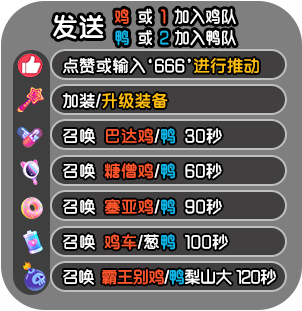 发送 鸡 或 1 加入鸡队
鸭 或 2 加入鸭队
点赞或输入‘666’进行推动
加装/升级装备
召唤 巴达鸡/鸭 30秒
召唤 糖僧鸡/鸭 60秒
召唤 塞亚鸡/鸭 90秒
召唤 鸡车/葱鸭 100秒
召唤 霸王别鸡/鸭梨山大 120秒